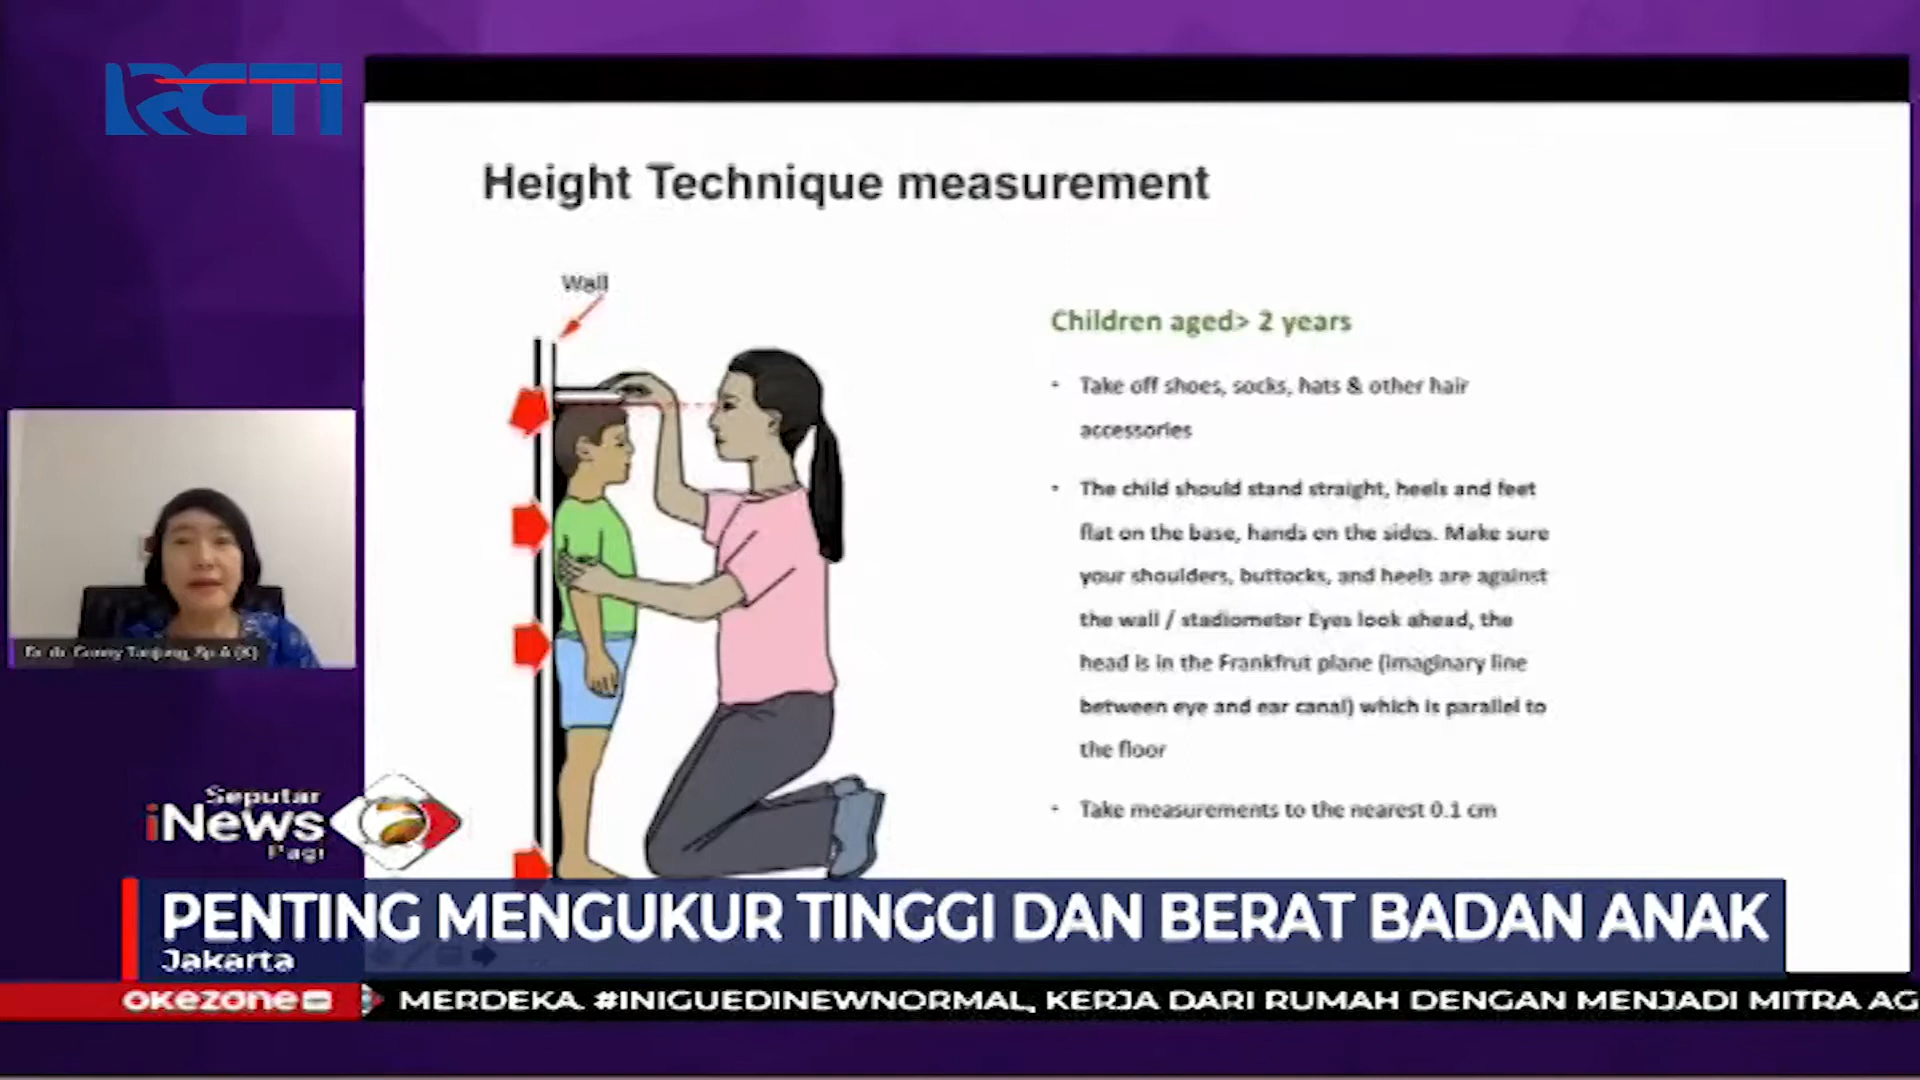 RCTI
Height Technique measurement
Wall
Children aged> 2 years
• Take off shoes, socks, hats & other hair
accessories
• The child should stand straight, heels and feet
flat on the base, hands on the sides. Make sure
your shoulders, buttocks, and heels are against
the wall / stadiometer Eyes look ahead, the
head is in the Frankfrut plane (imaginary line
between eye and ear canal) which is parallel to
the floor
• Take measurements to the nearest 0.1 cm
Dr. dr. Conny Tanjung, Sp.A (K)
Seputar
iNews
Pagi
PENTING MENGUKUR TINGGI DAN BERAT BADAN ANAK
Jakarta
OKEZONE
MERDEKA. #INIGUEDINEWNORMAL, KERJA DARI RUMAH DENGAN MENJADI MITRA AG